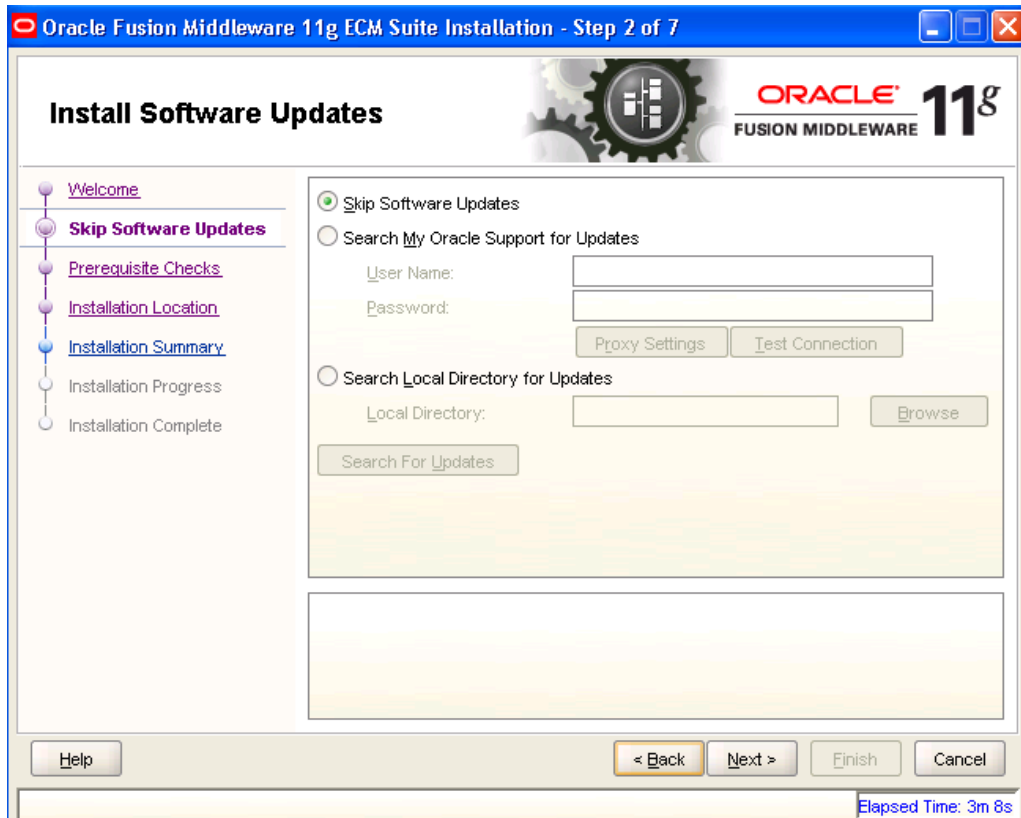 Oracle Fusion Middleware 11g ECM Suite Installation - Step 2 of 7
Install Software Updates
ORACLE
FUSION MIDDLEWARE 11g
Welcome
Skip Software Updates
Prerequisite Checks
Installation Location
Installation Summary
Installation Progress
Installation Complete
Skip Software Updates
Search My Oracle Support for Updates
User Name:
Password:
Proxy Settings Test Connection
Search Local Directory for Updates
Local Directory: Browse
Search For Updates
Help < Back Next > Finish Cancel
Elapsed Time: 3m 8s